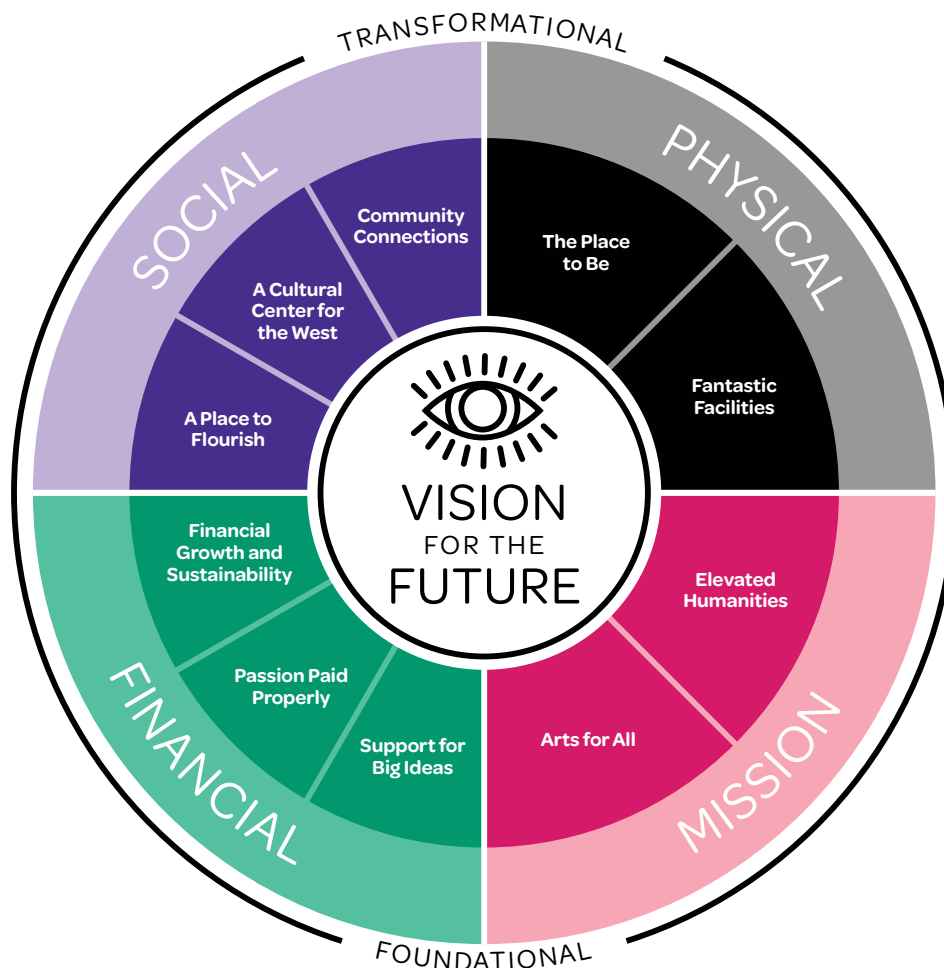 TRANSFORMATIONAL
SOCIAL
PHYSICAL
Community
Connections
The Place
to Be
A Cultural
Center for
the West
Fantastic
Facilities
A Place to
Flourish
VISION
FOR THE
FUTURE
Financial
Growth and
Sustainability
Elevated
Humanities
Passion Paid
Properly
Support for
Big Ideas
Arts for All
FINANCIAL
MISSION
FOUNDATIONAL